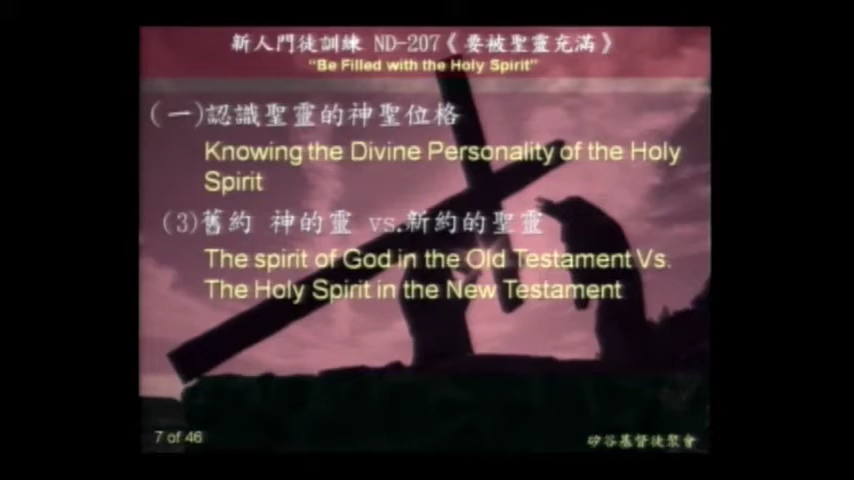 新人門徒訓練 ND-207《要被聖靈充滿》
“Be Filled with the Holy Spirit”
(一)認識聖靈的神聖位格
Knowing the Divine Personality of the Holy
Spirit
(3)舊約 神的靈 vs.新約的聖靈
The spirit of God in the Old Testament Vs.
The Holy Spirit in the New Testament
7 of 46
矽谷基督徒聚會